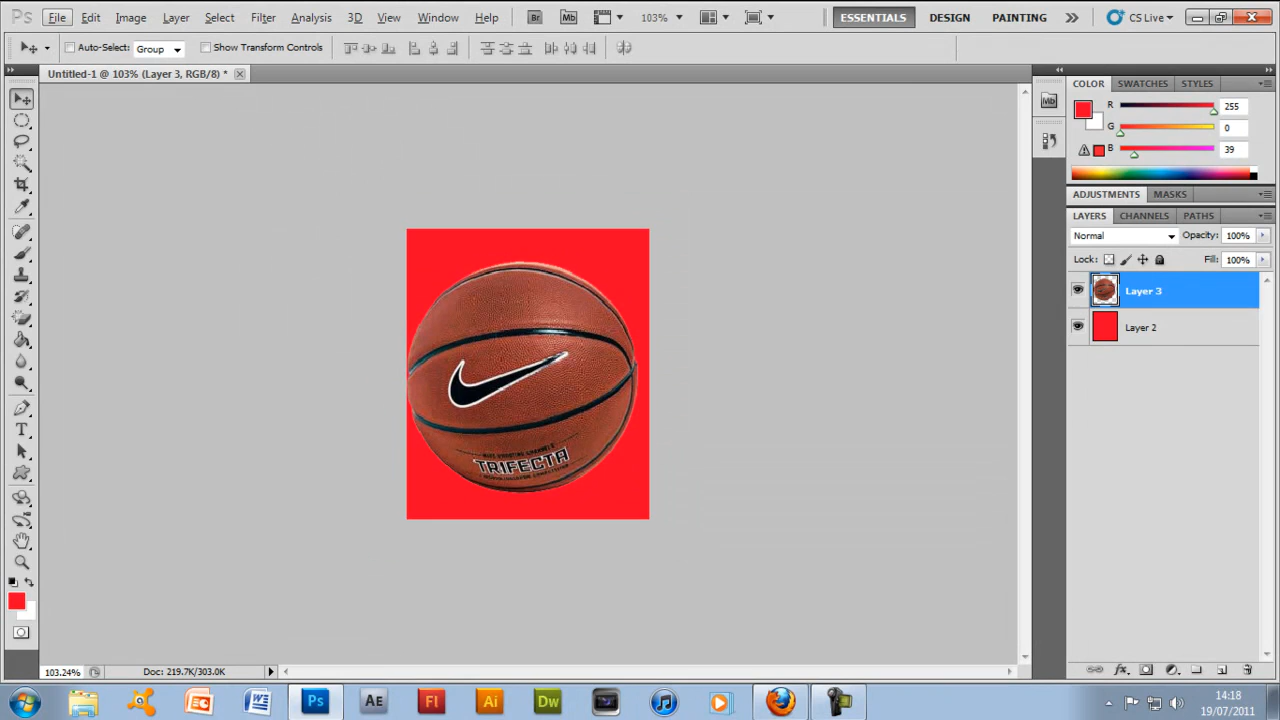 Ps File Edit Image Layer Select Filter Analysis 3D View Window Help Br Mb 103% ESSENTIALS DESIGN PAINTING CS Live
Auto-Select: Group Show Transform Controls
Untitled-1 @ 103% (Layer 3, RGB/8) *
COLOR SWATCHES STYLES
Mb
R 255
G 0
B 39
ADJUSTMENTS MASKS
LAYERS CHANNELS PATHS
Normal Opacity: 100%
Lock: Fill: 100%
Layer 3
Layer 2
TRIFECTA
T
103.24% Doc: 219.7K/303.0K
fx
Ps AE Fl Ai Dw
14:18
19/07/2011